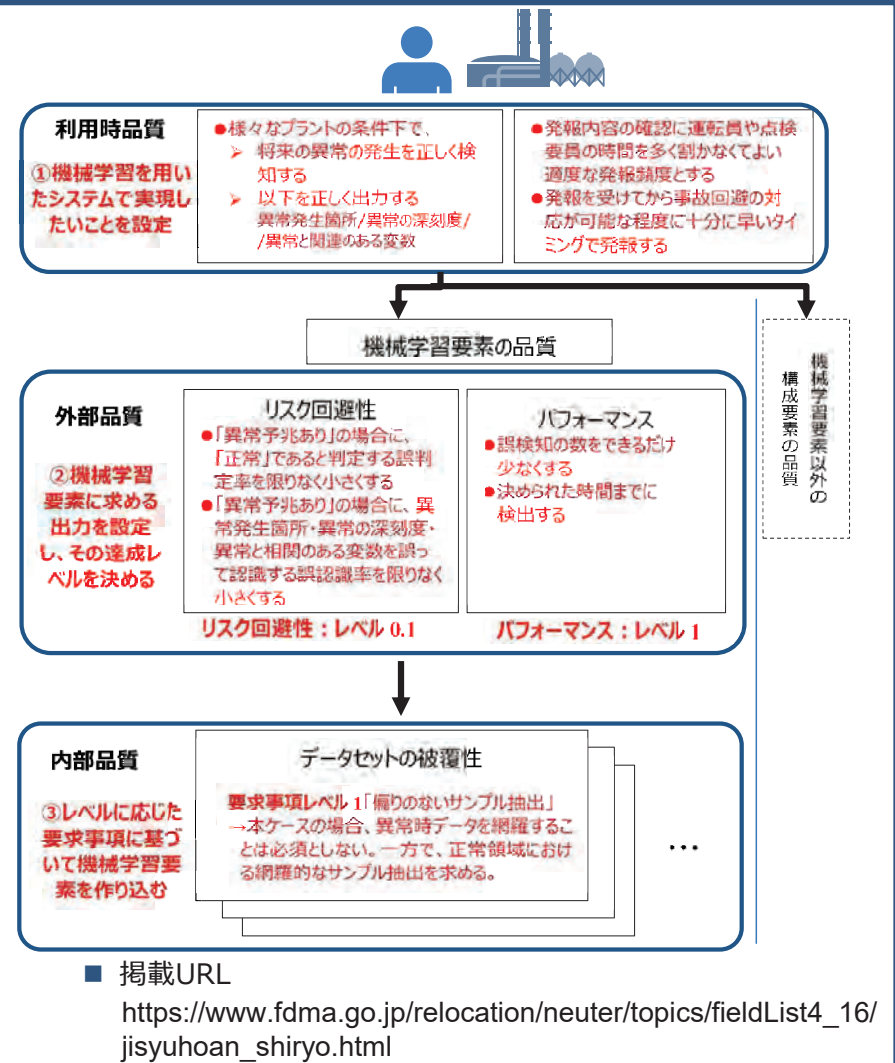 利用時品質
①機械学習を用い
たシステムで実現し
たいことを設定
●様々なプラントの条件下で、
➢ 将来の異常の発生を正しく検
知する
➢ 以下を正しく出力する
異常発生箇所/異常の深刻度/
/異常と関連のある変数
●発報内容の確認に運転員や点検
要員の時間を多く割かなくてよい
適度な発報頻度とする
●発報を受けてから事故回避の対
応が可能な程度に十分に早いタイ
ミングで発報する
機械学習要素の品質
機械学習要素以外の
構成要素の品質
外部品質
②機械学習
要素に求める
出力を設定
し、その達成レ
ベルを決める
リスク回避性
●「異常予兆あり」の場合に、
「正常」であると判定する誤判
定率を限りなく小さくする
●「異常予兆あり」の場合に、異
常発生箇所・異常の深刻度・
異常と相関のある変数を誤っ
て認識する誤認識率を限りなく
小さくする
リスク回避性：レベル 0.1
パフォーマンス
●誤検知の数をできるだけ
少なくする
●決められた時間までに
検出する
パフォーマンス：レベル 1
内部品質
③レベルに応じた
要求事項に基づ
いて機械学習要
素を作り込む
データセットの被覆性
要求事項レベル 1「偏りのないサンプル抽出」
→本ケースの場合、異常時データを網羅するこ
とは必須としない。一方で、正常領域におけ
る網羅的なサンプル抽出を求める。
…
■ 掲載URL
https://www.fdma.go.jp/relocation/neuter/topics/fieldList4_16/
jisyuhoan_shiryo.html